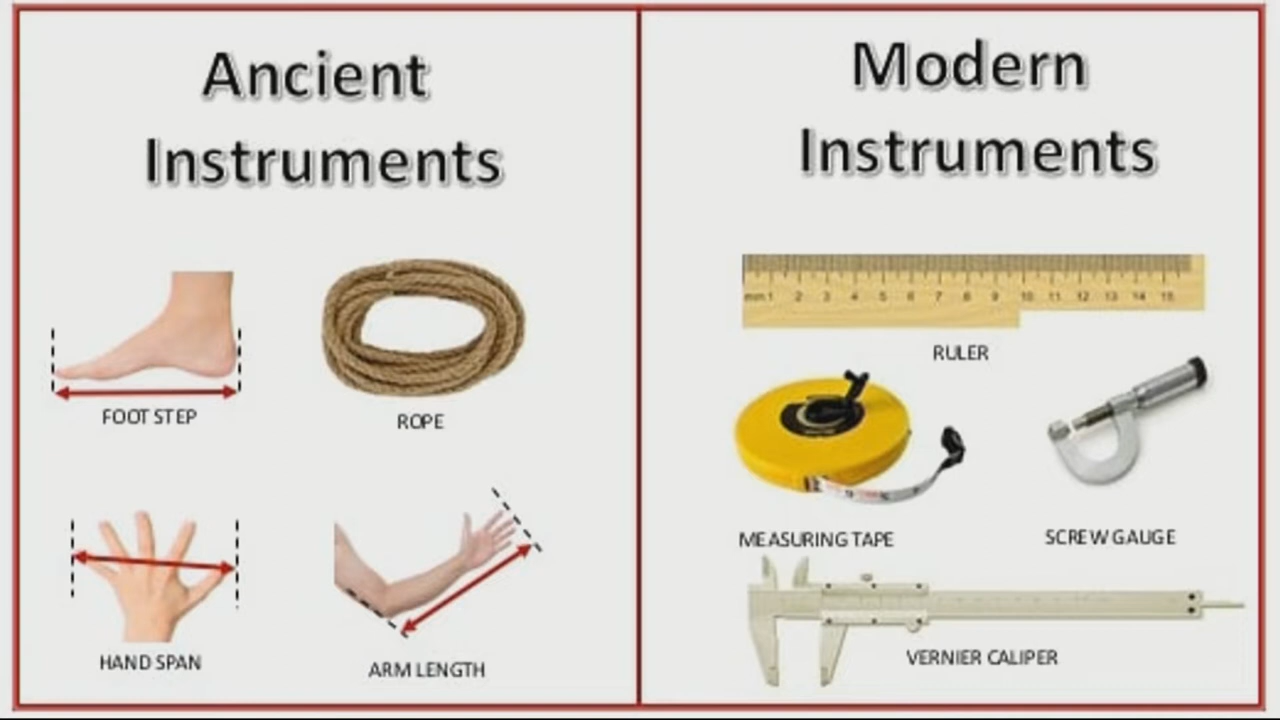 Ancient
Instruments
FOOT STEP
ROPE
HAND SPAN
ARM LENGTH
Modern
Instruments
mm 1 2 3 4 5 6 7 8 9 10 11 12 13 14 15
RULER
MEASURING TAPE
SCREW GAUGE
VERNIER CALIPER